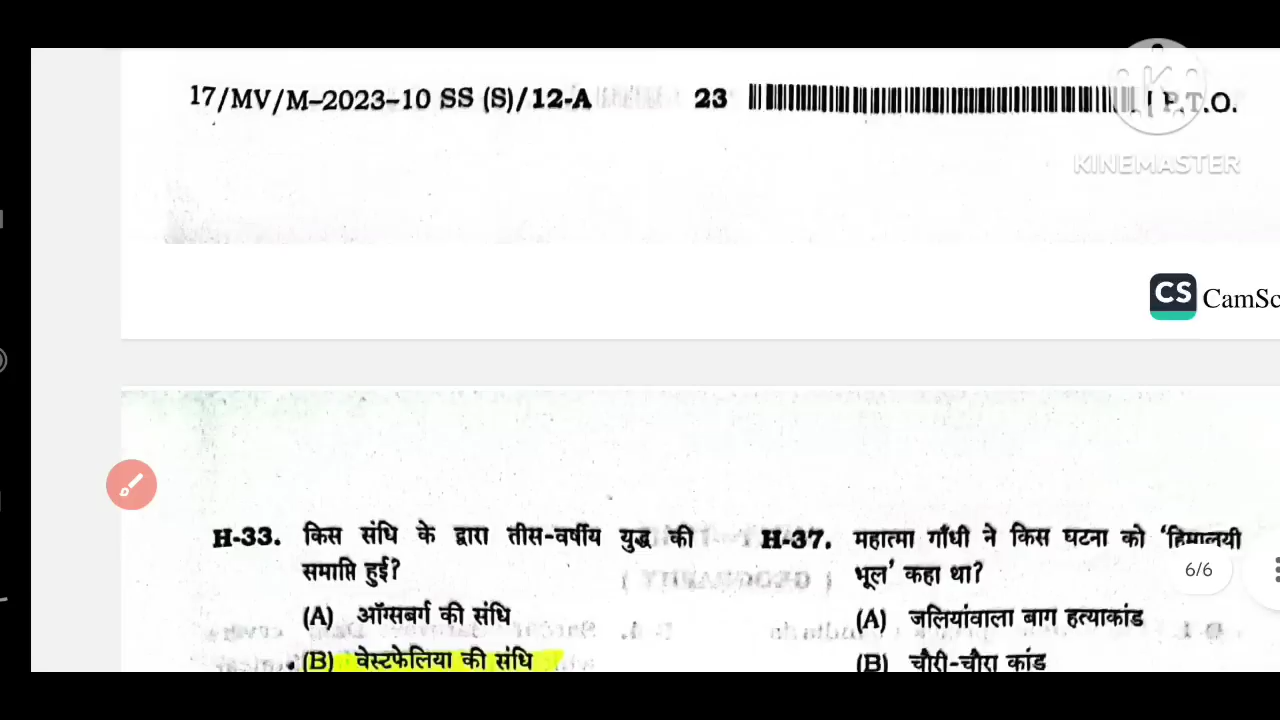 17/MV/M-2023-10 SS (S)/12-A 23 P.T.O.
KINEMASTER
CS CamSc
H-33. किस संधि के द्वारा तीस-वर्षीय युद्ध की
समाप्ति हुई?
(A) ऑग्सबर्ग की संधि
(B) वेस्टफेलिया की संधि
H-37. महात्मा गाँधी ने किस घटना को 'हिमालयी
भूल' कहा था?
(A) जलियांवाला बाग हत्याकांड
(B) चौरी-चौरा कांड
6/6